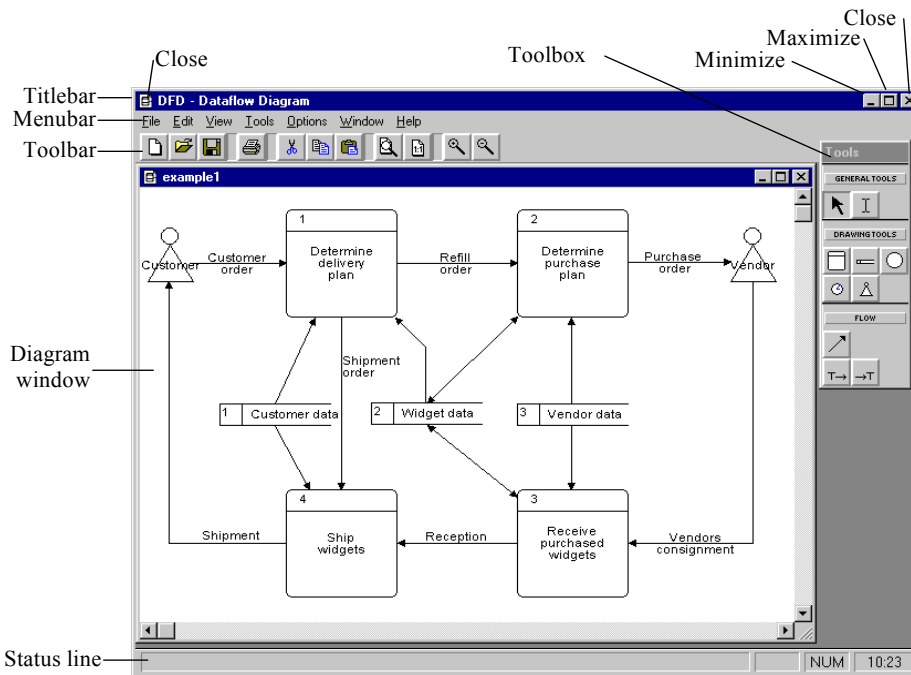 Close
Maximize
Minimize
Toolbox
Close
Titlebar
DFD - Dataflow Diagram
Menubar
File Edit View Tools Options Window Help
Toolbar
1:1
Tools
example1
GENERAL TOOLS
DRAWING TOOLS
FLOW
T→ →T
1
Determine
delivery
plan
2
Determine
purchase
plan
Customer
Customer
order
Refill
order
Purchase
order
Vendor
Shipment
order
Diagram
window
1 Customer data
2 Widget data
3 Vendor data
4
Ship
widgets
3
Receive
purchased
widgets
Shipment
Reception
Vendors
consignment
Status line
NUM 10:23